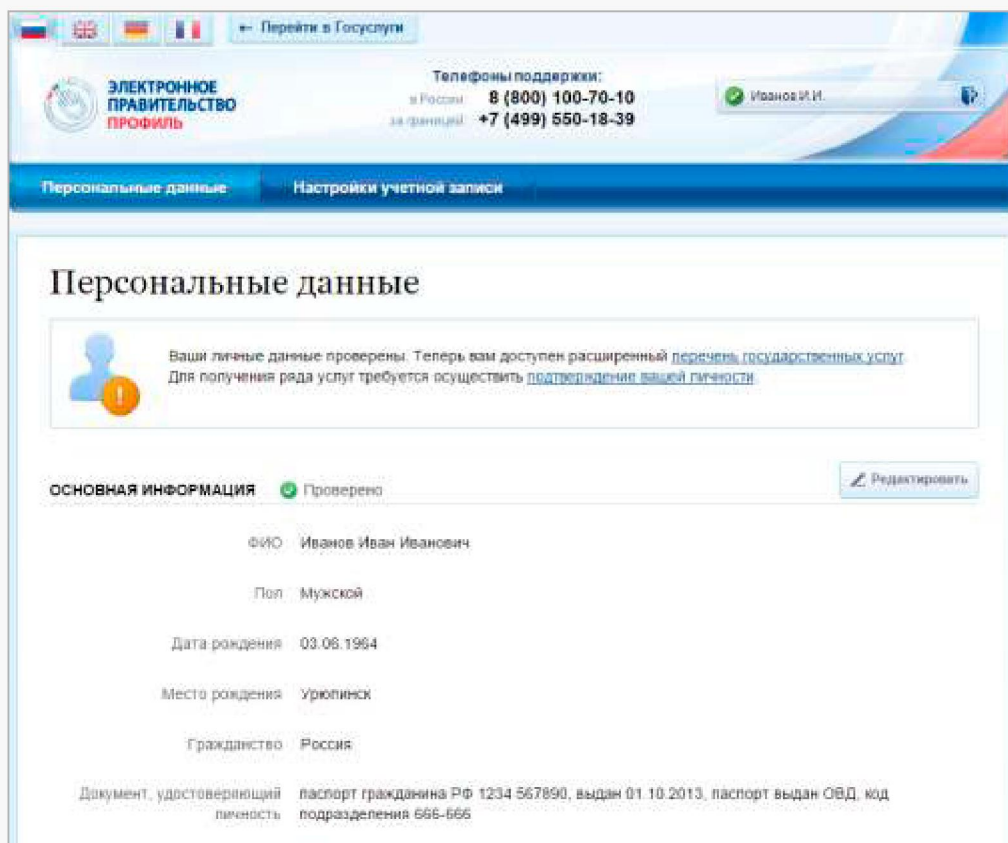 ← Перейти в Госуслуги
ЭЛЕКТРОННОЕ
ПРАВИТЕЛЬСТВО
ПРОФИЛЬ
Телефоны поддержки:
в России 8 (800) 100-70-10
за границей +7 (499) 550-18-39
Иванов И.И.
Персональные данные Настройки учетной записи
Персональные данные
Ваши личные данные проверены. Теперь вам доступен расширенный перечень государственных услуг.
Для получения ряда услуг требуется осуществить подтверждение вашей личности.
ОСНОВНАЯ ИНФОРМАЦИЯ Проверено Редактировать
ФИО Иванов Иван Иванович
Пол Мужской
Дата рождения 03.06.1964
Место рождения Урюпинск
Гражданство Россия
Документ, удостоверяющий паспорт гражданина РФ 1234 567890, выдан 01.10.2013, паспорт выдан ОВД, код
личность подразделения 666-666